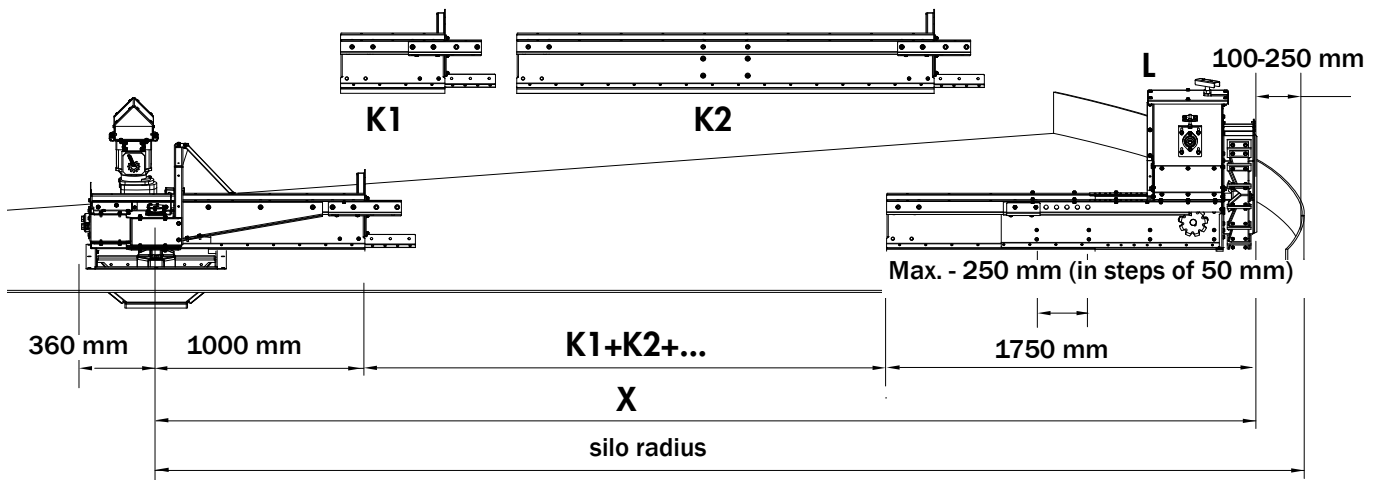 K1
K2
L
100-250 mm
Max. - 250 mm (in steps of 50 mm)
360 mm
1000 mm
K1+K2+...
1750 mm
X
silo radius